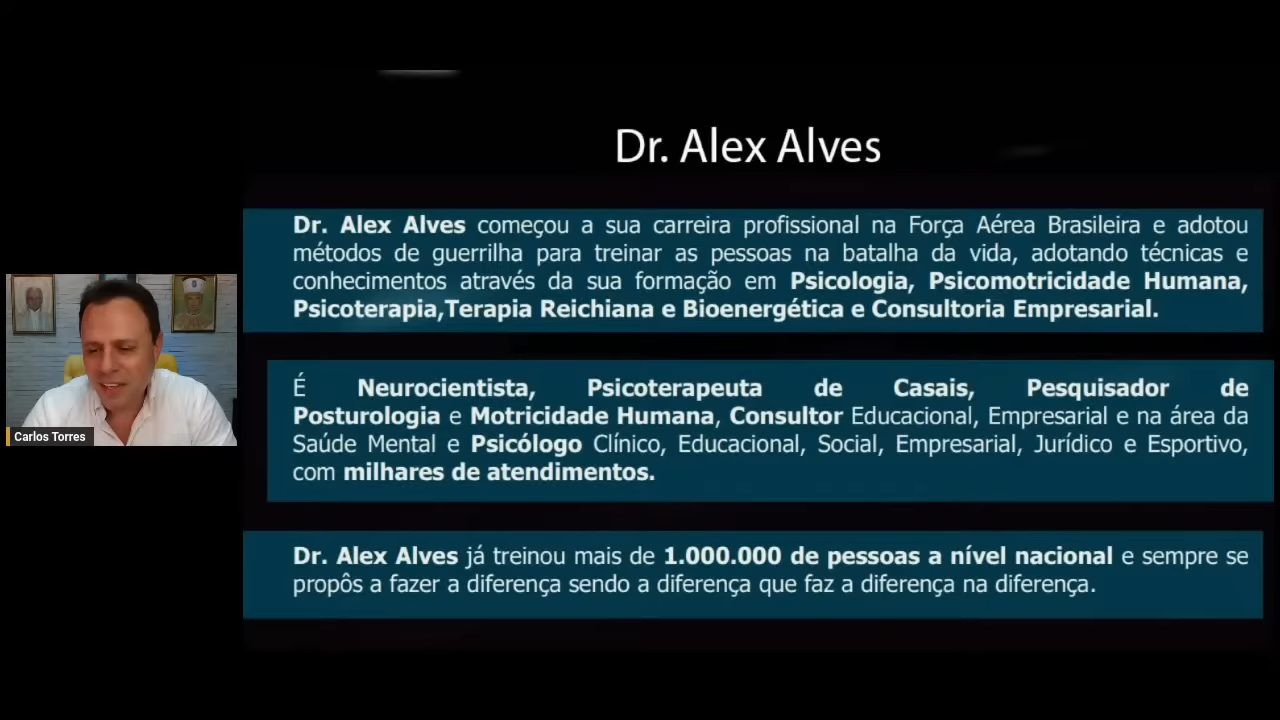 Dr. Alex Alves
Dr. Alex Alves começou a sua carreira profissional na Força Aérea Brasileira e adotou
métodos de guerrilha para treinar as pessoas na batalha da vida, adotando técnicas e
conhecimentos através da sua formação em Psicologia, Psicomotricidade Humana,
Psicoterapia,Terapia Reichiana e Bioenergética e Consultoria Empresarial.
É Neurocientista, Psicoterapeuta de Casais, Pesquisador de
Posturologia e Motricidade Humana, Consultor Educacional, Empresarial e na área da
Saúde Mental e Psicólogo Clínico, Educacional, Social, Empresarial, Jurídico e Esportivo,
com milhares de atendimentos.
Dr. Alex Alves já treinou mais de 1.000.000 de pessoas a nível nacional e sempre se
propôs a fazer a diferença sendo a diferença que faz a diferença na diferença.
Carlos Torres